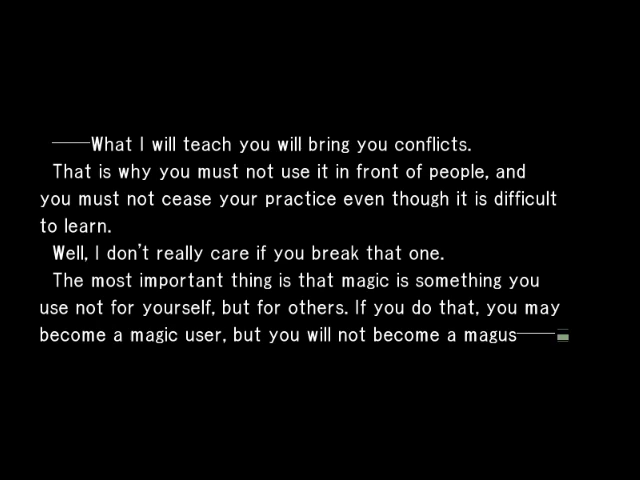 ――What I will teach you will bring you conflicts.
That is why you must not use it in front of people, and
you must not cease your practice even though it is difficult
to learn.
Well, I don't really care if you break that one.
The most important thing is that magic is something you
use not for yourself, but for others. If you do that, you may
become a magic user, but you will not become a magus――